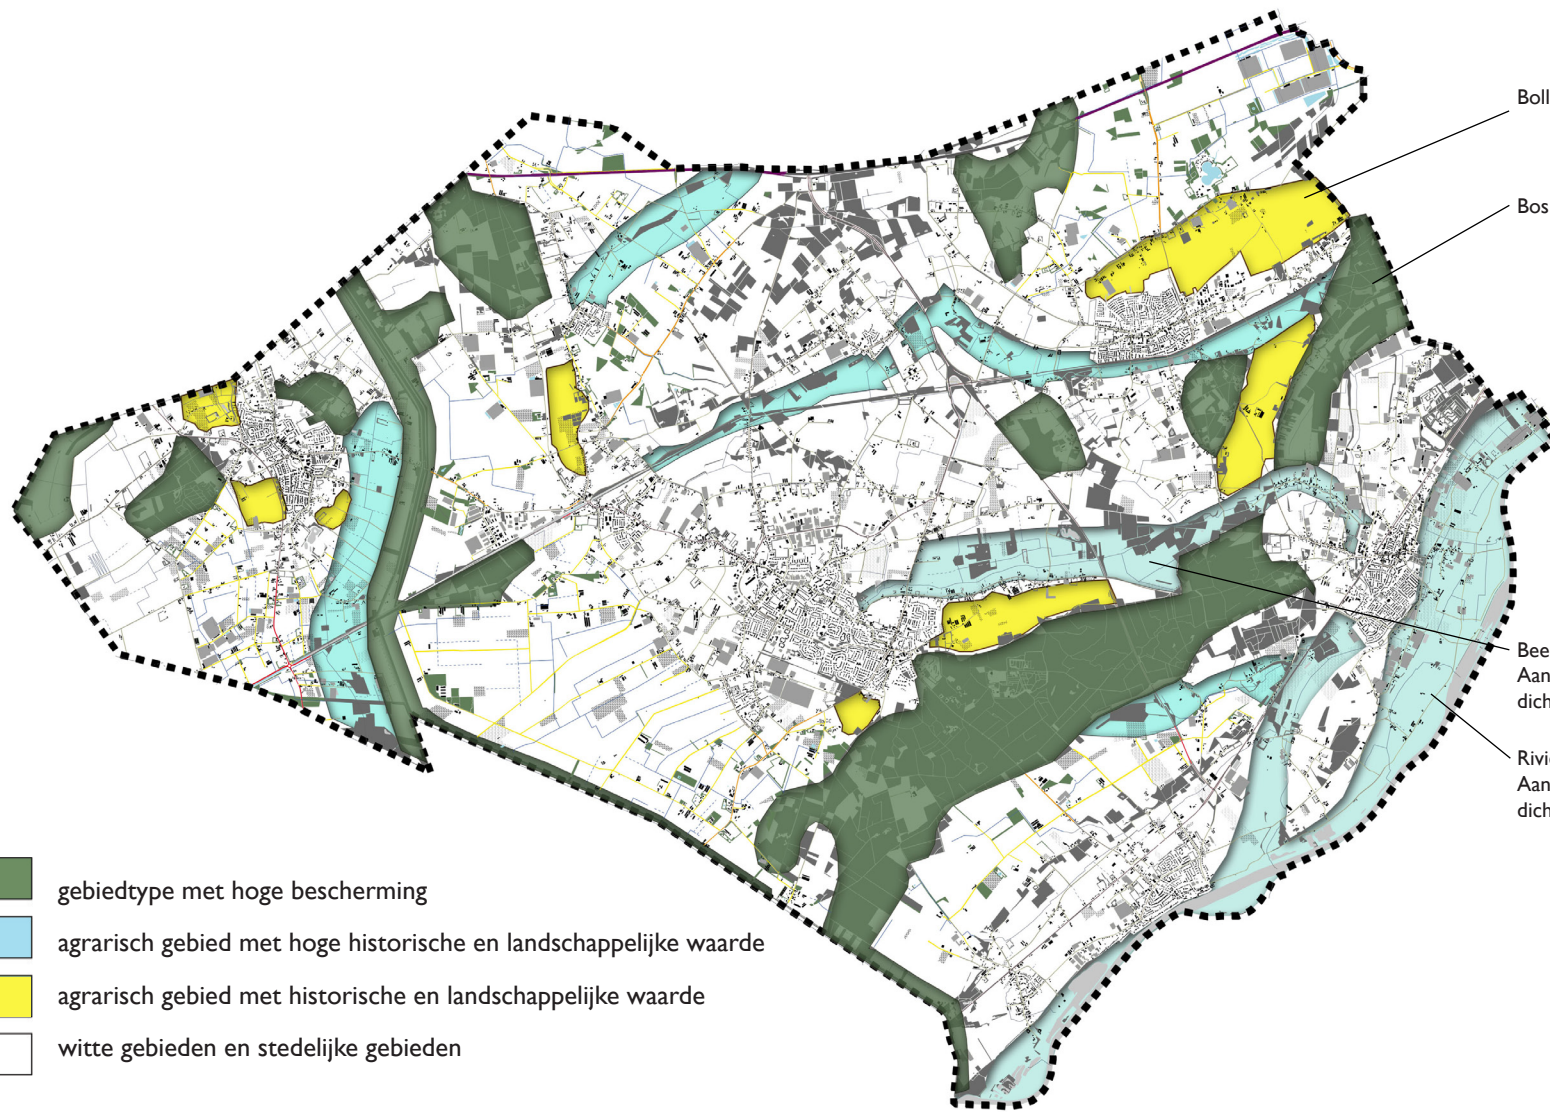 Boll
Bos
Bee
Aan
dich
Rivi
Aan
dich
gebiedtype met hoge bescherming
agrarisch gebied met hoge historische en landschappelijke waarde
agrarisch gebied met historische en landschappelijke waarde
witte gebieden en stedelijke gebieden